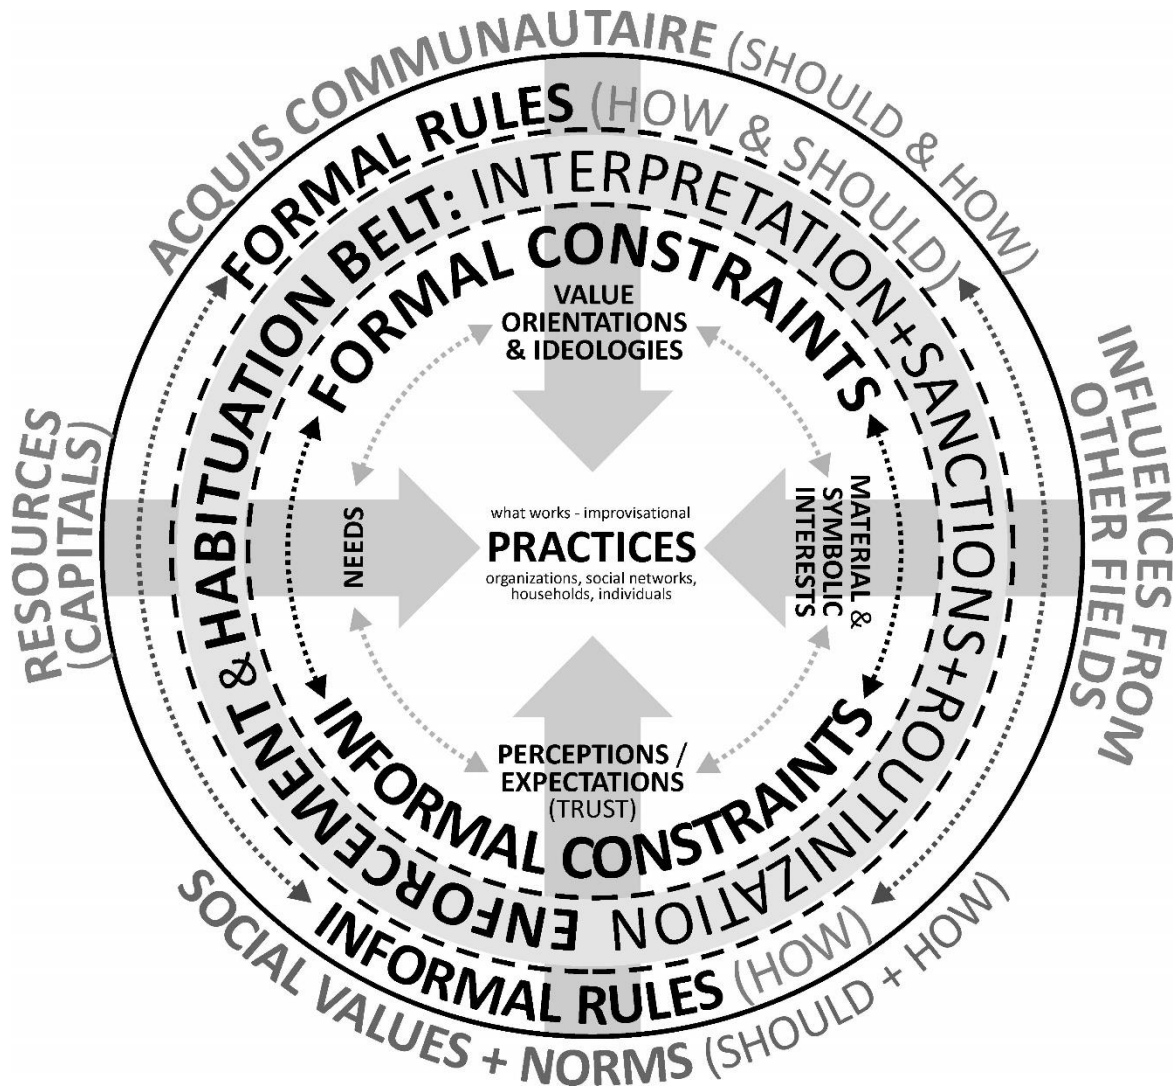 ACQUIS COMMUNAUTAIRE (SHOULD & HOW)
FORMAL RULES (HOW & SHOULD)
ENFORCEMENT & HABITUATION BELT: INTERPRETATION+SANCTIONS+ROUTINIZATION
FORMAL CONSTRAINTS
VALUE
ORIENTATIONS
& IDEOLOGIES
RESOURCES
(CAPITALS)
NEEDS
what works - improvisational
PRACTICES
organizations, social networks,
households, individuals
MATERIAL &
SYMBOLIC
INTERESTS
INFLUENCES FROM
OTHER FIELDS
PERCEPTIONS /
EXPECTATIONS
(TRUST)
INFORMAL CONSTRAINTS
INFORMAL RULES (HOW)
SOCIAL VALUES + NORMS (SHOULD + HOW)